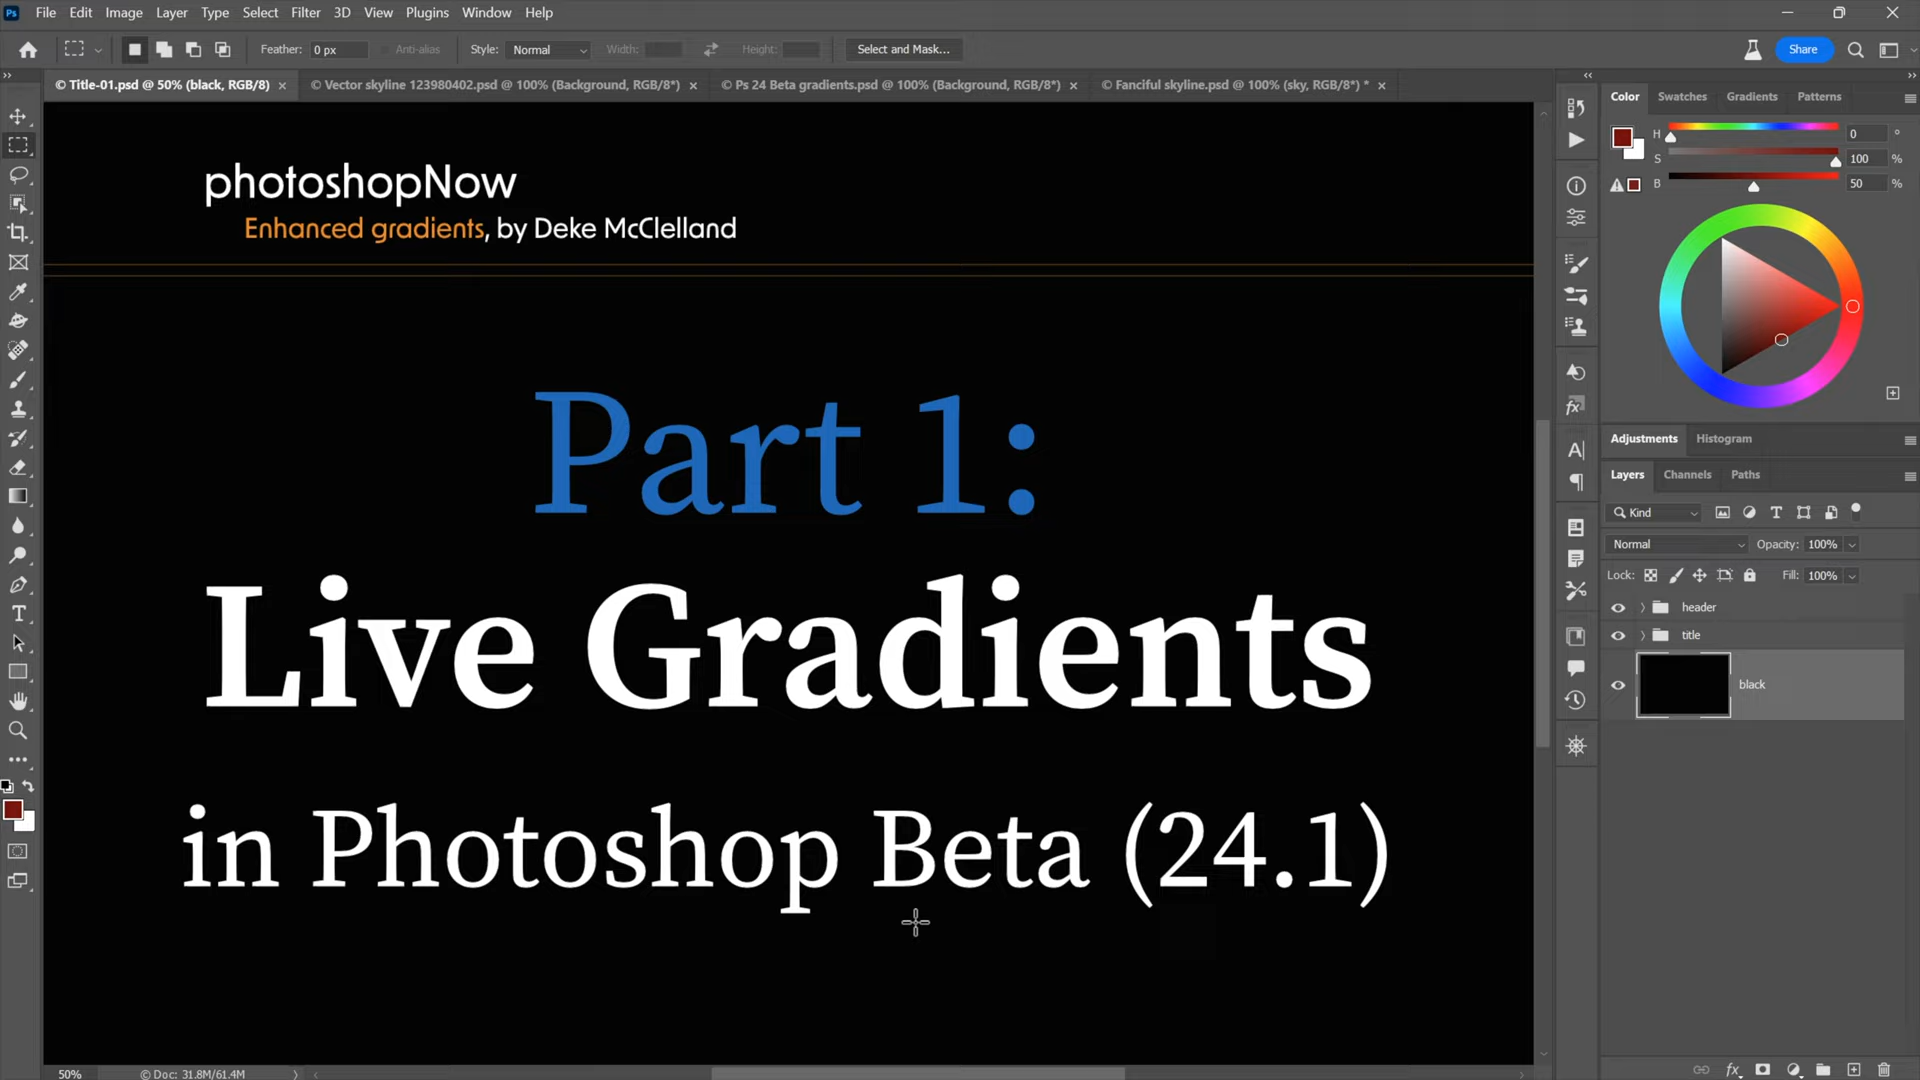 Ps File Edit Image Layer Type Select Filter 3D View Plugins Window Help
Feather: 0 px Anti-alias Style: Normal Width: Height: Select and Mask... Share
© Title-01.psd @ 50% (black, RGB/8) × © Vector skyline 123980402.psd @ 100% (Background, RGB/8*) × © Ps 24 Beta gradients.psd @ 100% (Background, RGB/8*) × © Fanciful skyline.psd @ 100% (sky, RGB/8*) * ×
Color Swatches Gradients Patterns
H 0 °
S 100 %
B 50 %
photoshopNow
Enhanced gradients, by Deke McClelland
Part 1:
Live Gradients
in Photoshop Beta (24.1)
Adjustments Histogram
Layers Channels Paths
Kind
Normal Opacity: 100%
Lock: Fill: 100%
header
title
black
50% © Doc: 31.8M/61.4M